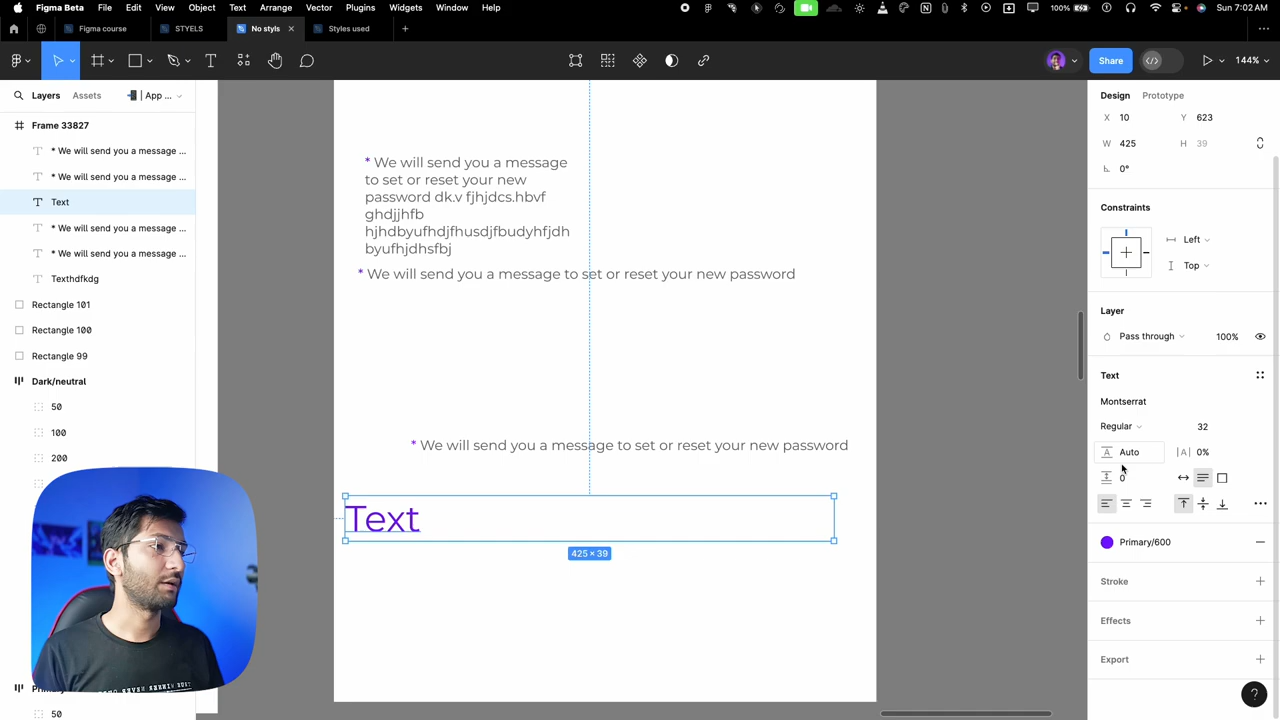 Figma Beta File Edit View Object Text Arrange Vector Plugins Widgets Window Help 100% Sun 7:02 AM
Figma course STYELS No styls Styles used
Share 144%
Layers Assets | App ... Design Prototype
Frame 33827
* We will send you a message ...
* We will send you a message ...
Text
* We will send you a message ...
* We will send you a message ...
Texthdfkdg
Rectangle 101
Rectangle 100
Rectangle 99
Dark/neutral
50
100
200
50
* We will send you a message
to set or reset your new
password dk.v fjhjdcs.hbvf
ghdjjhfb
hjhdbyufhdjfhusdjfbudyhfjdh
byufhjdhsfbj
* We will send you a message to set or reset your new password
* We will send you a message to set or reset your new password
Text
425 × 39
X 10 Y 623
W 425 H 39
0°
Constraints
Left
Top
Layer
Pass through 100%
Text
Montserrat
Regular 32
Auto |A| 0%
0
Primary/600
Stroke
Effects
Export
?